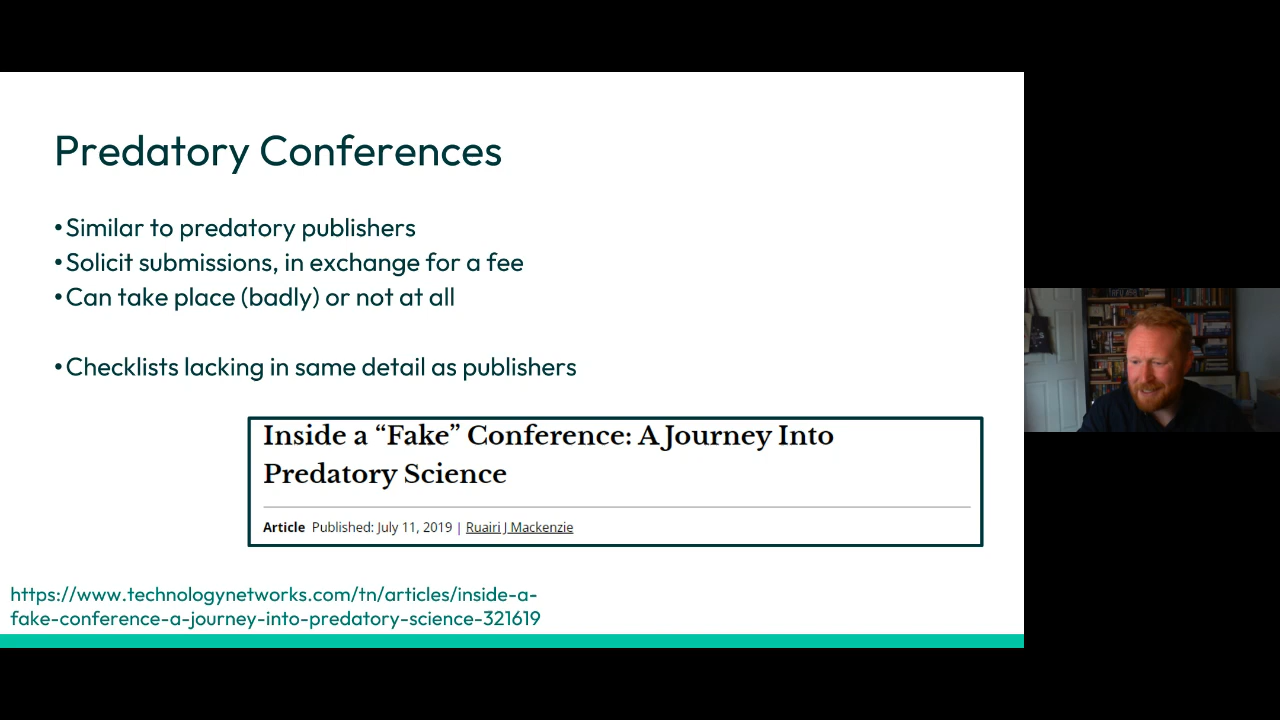 Predatory Conferences
•Similar to predatory publishers
•Solicit submissions, in exchange for a fee
•Can take place (badly) or not at all
•Checklists lacking in same detail as publishers
Inside a “Fake” Conference: A Journey Into
Predatory Science
Article Published: July 11, 2019 | Ruairi J Mackenzie
https://www.technologynetworks.com/tn/articles/inside-a-
fake-conference-a-journey-into-predatory-science-321619